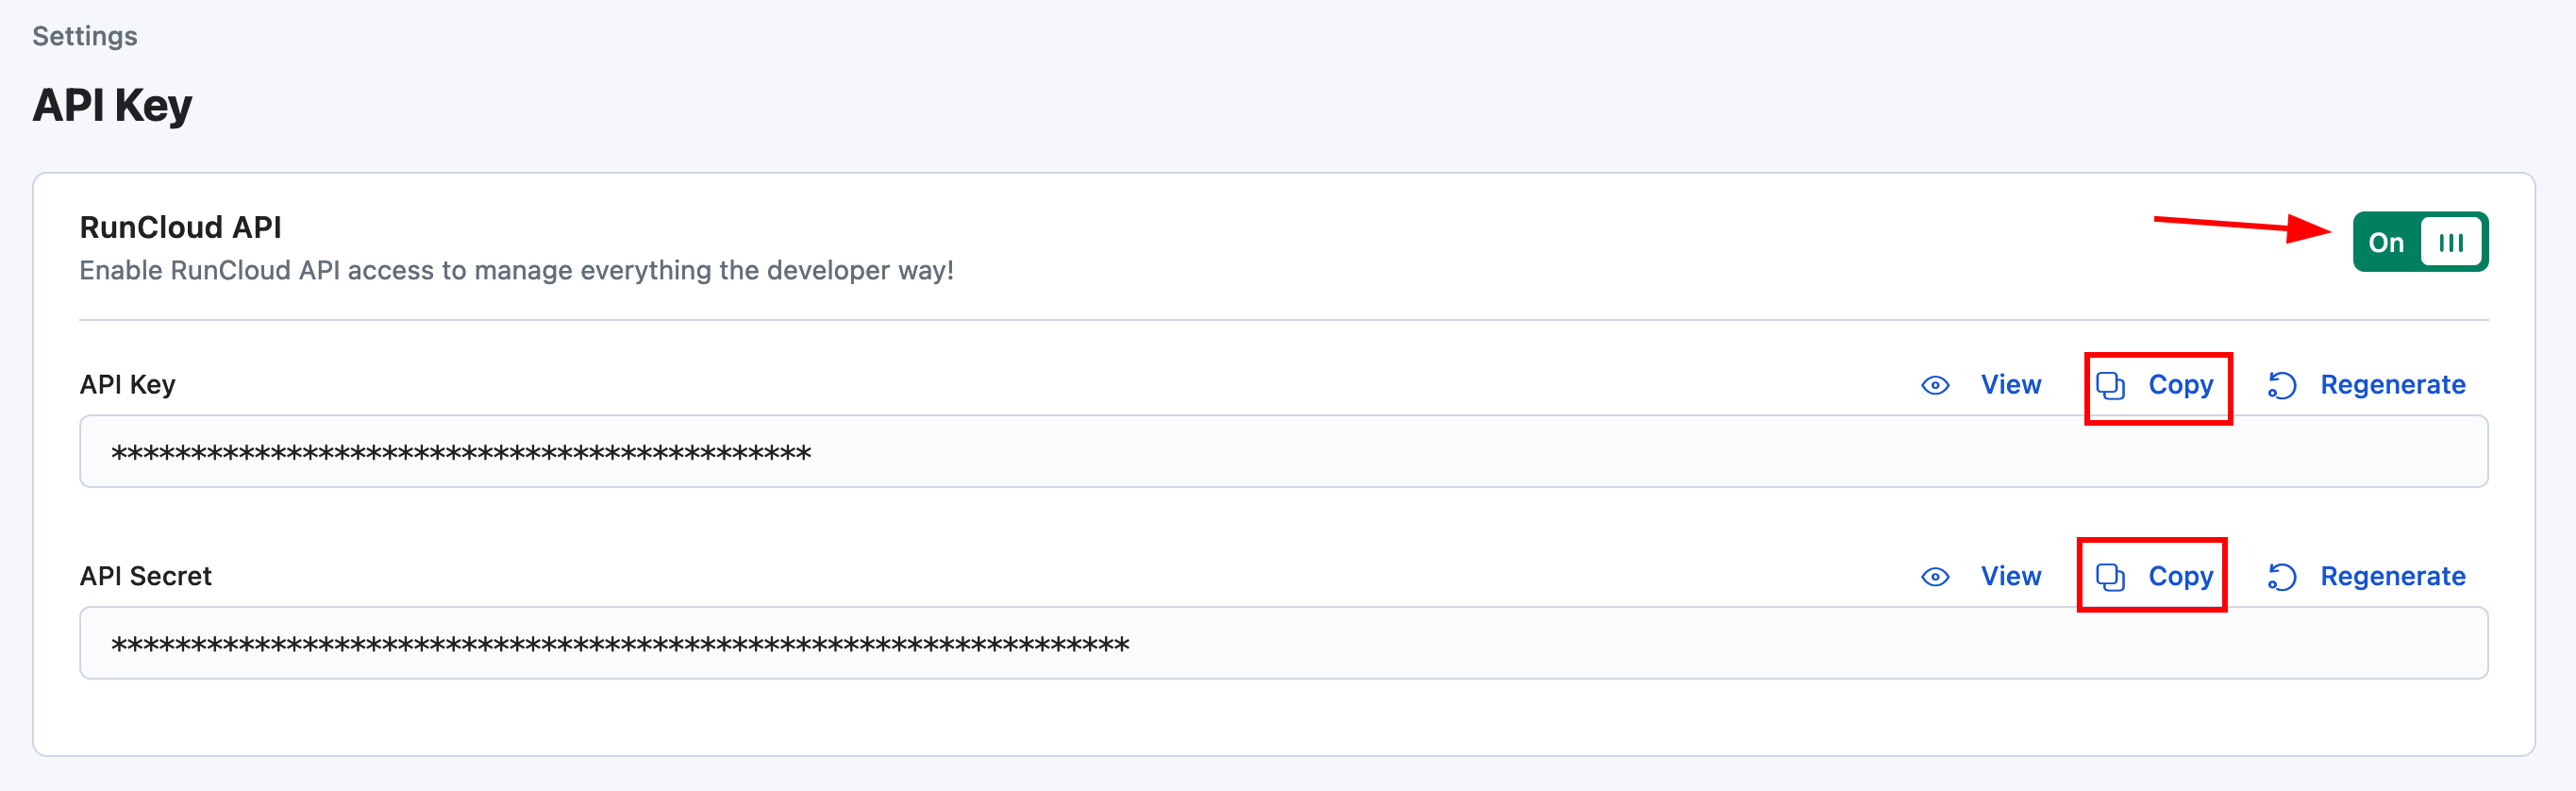 Settings
API Key
RunCloud API
On
Enable RunCloud API access to manage everything the developer way!
API Key
View
Copy
Regenerate
********************************************
API Secret
View
Copy
Regenerate
****************************************************************